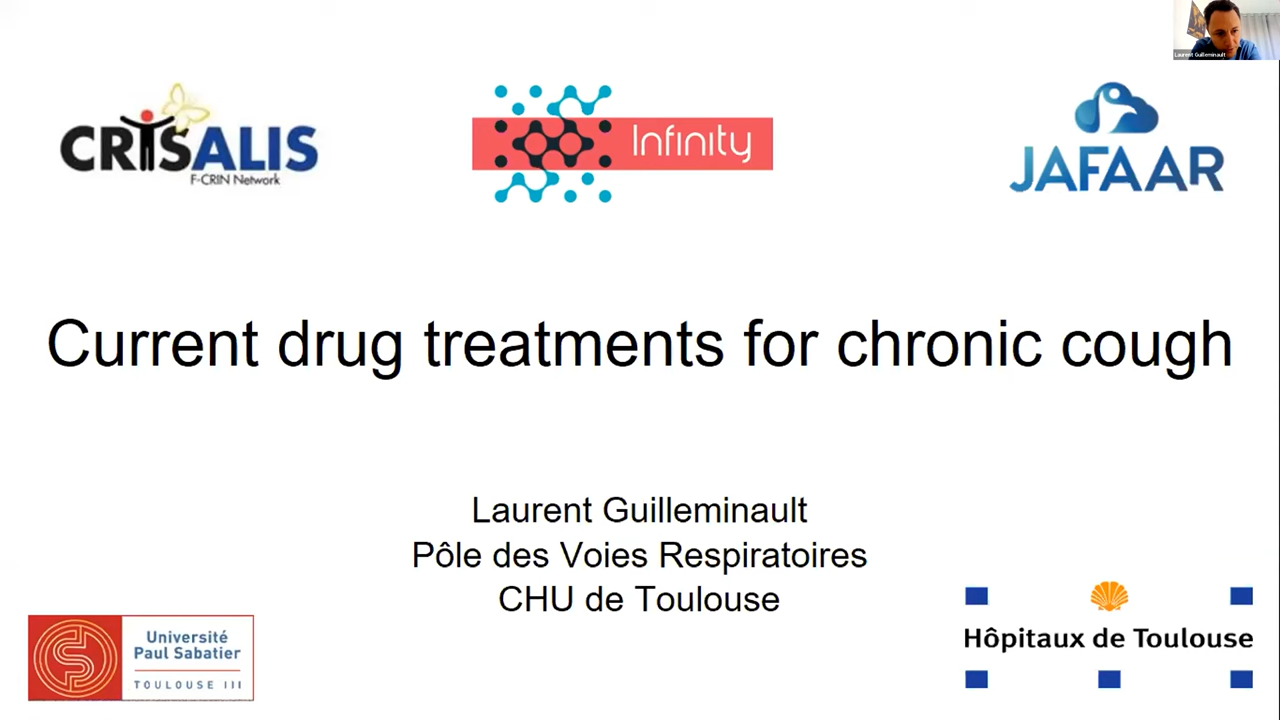 Laurent Guilleminault
CRISALIS
F-CRIN Network
Infinity
JAFAAR
Current drug treatments for chronic cough
Laurent Guilleminault
Pôle des Voies Respiratoires
CHU de Toulouse
Université
Paul Sabatier
TOULOUSE III
Hôpitaux de Toulouse